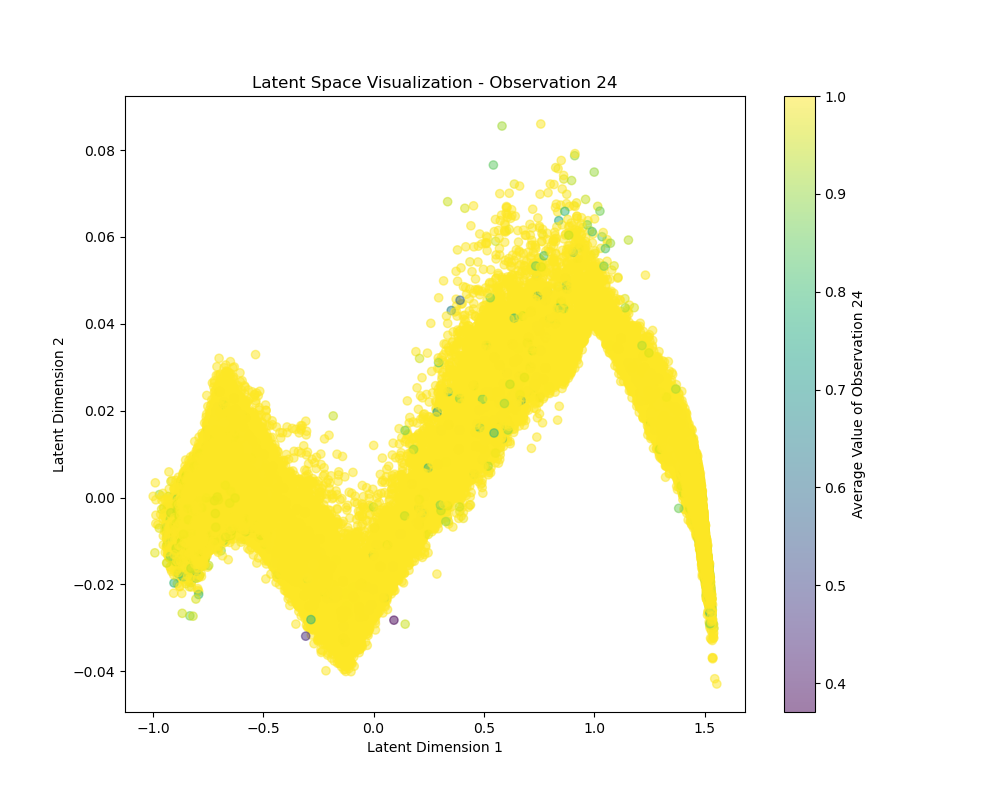 Latent Space Visualization - Observation 24
0.08
0.06
0.04
0.02
0.00
−0.02
−0.04
Latent Dimension 2
−1.0 −0.5 0.0 0.5 1.0 1.5
Latent Dimension 1
1.0
0.9
0.8
0.7
0.6
0.5
0.4
Average Value of Observation 24